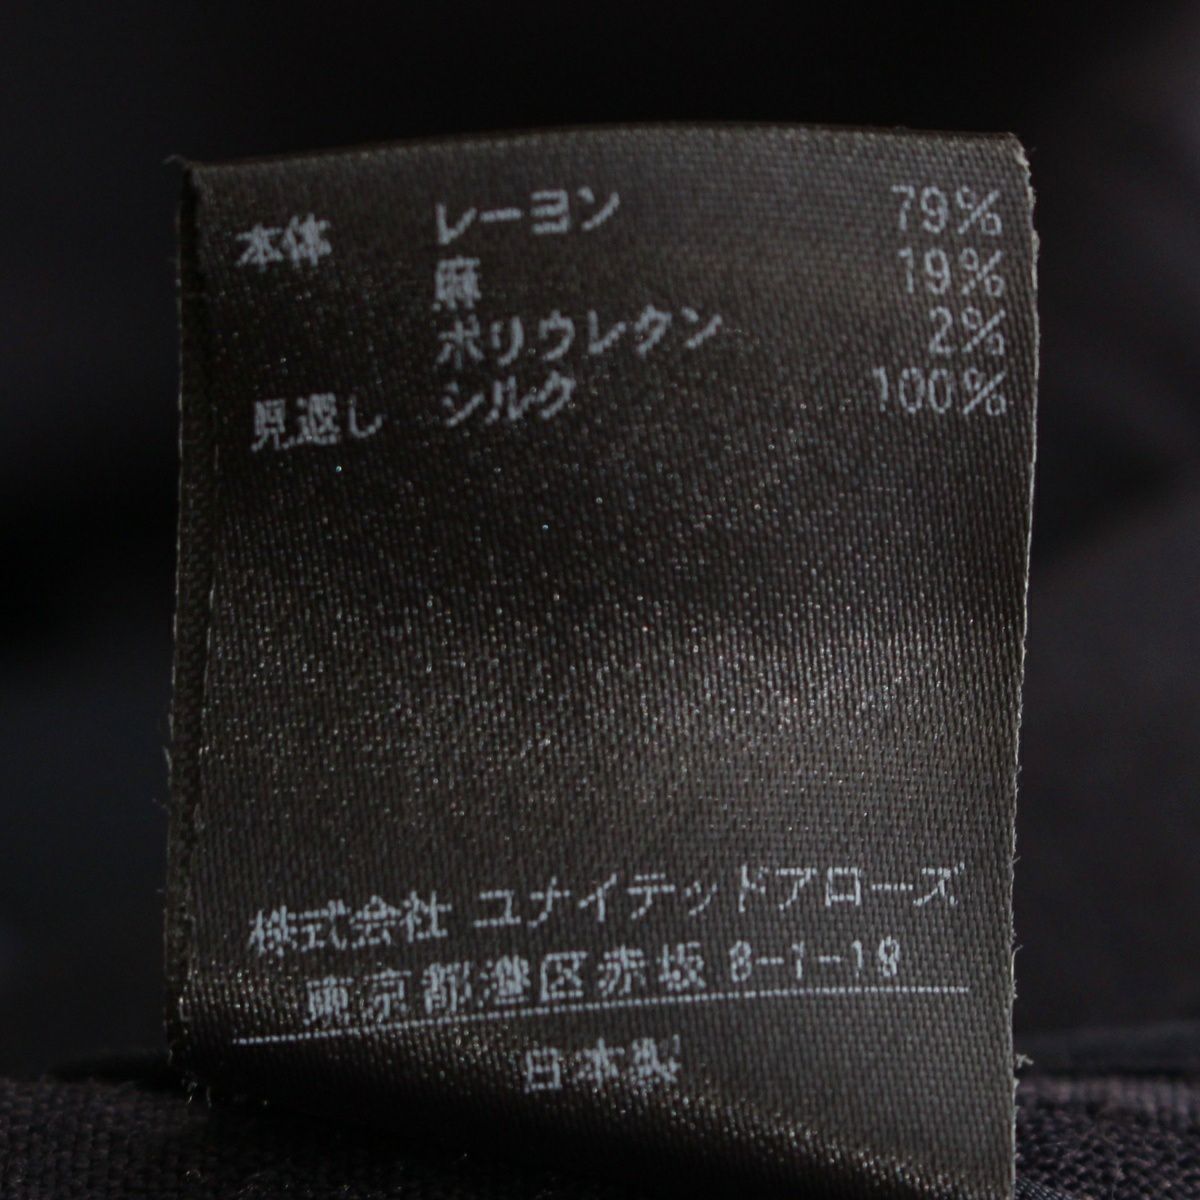 本体 レーヨン 79%
麻 19%
ポリウレタン 2%
見返し シルク 100%
株式会社 ユナイテッドアローズ
東京都港区赤坂 8-1-19
日本製